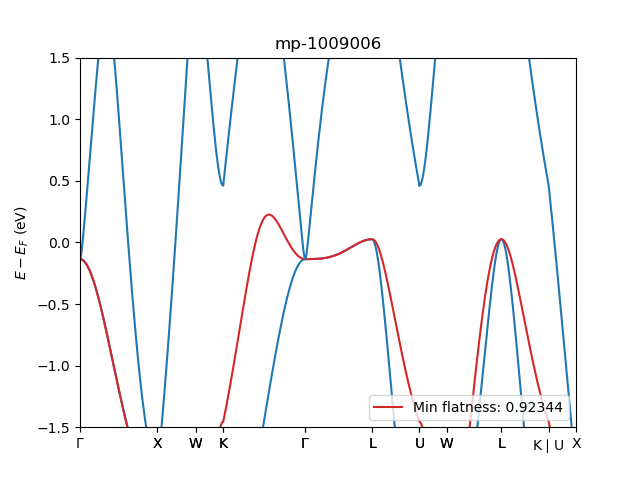 mp-1009006
E − E_F (eV)
1.5
1.0
0.5
0.0
−0.5
−1.0
−1.5
Min flatness: 0.92344
Γ X W K Γ L U W L K | U X